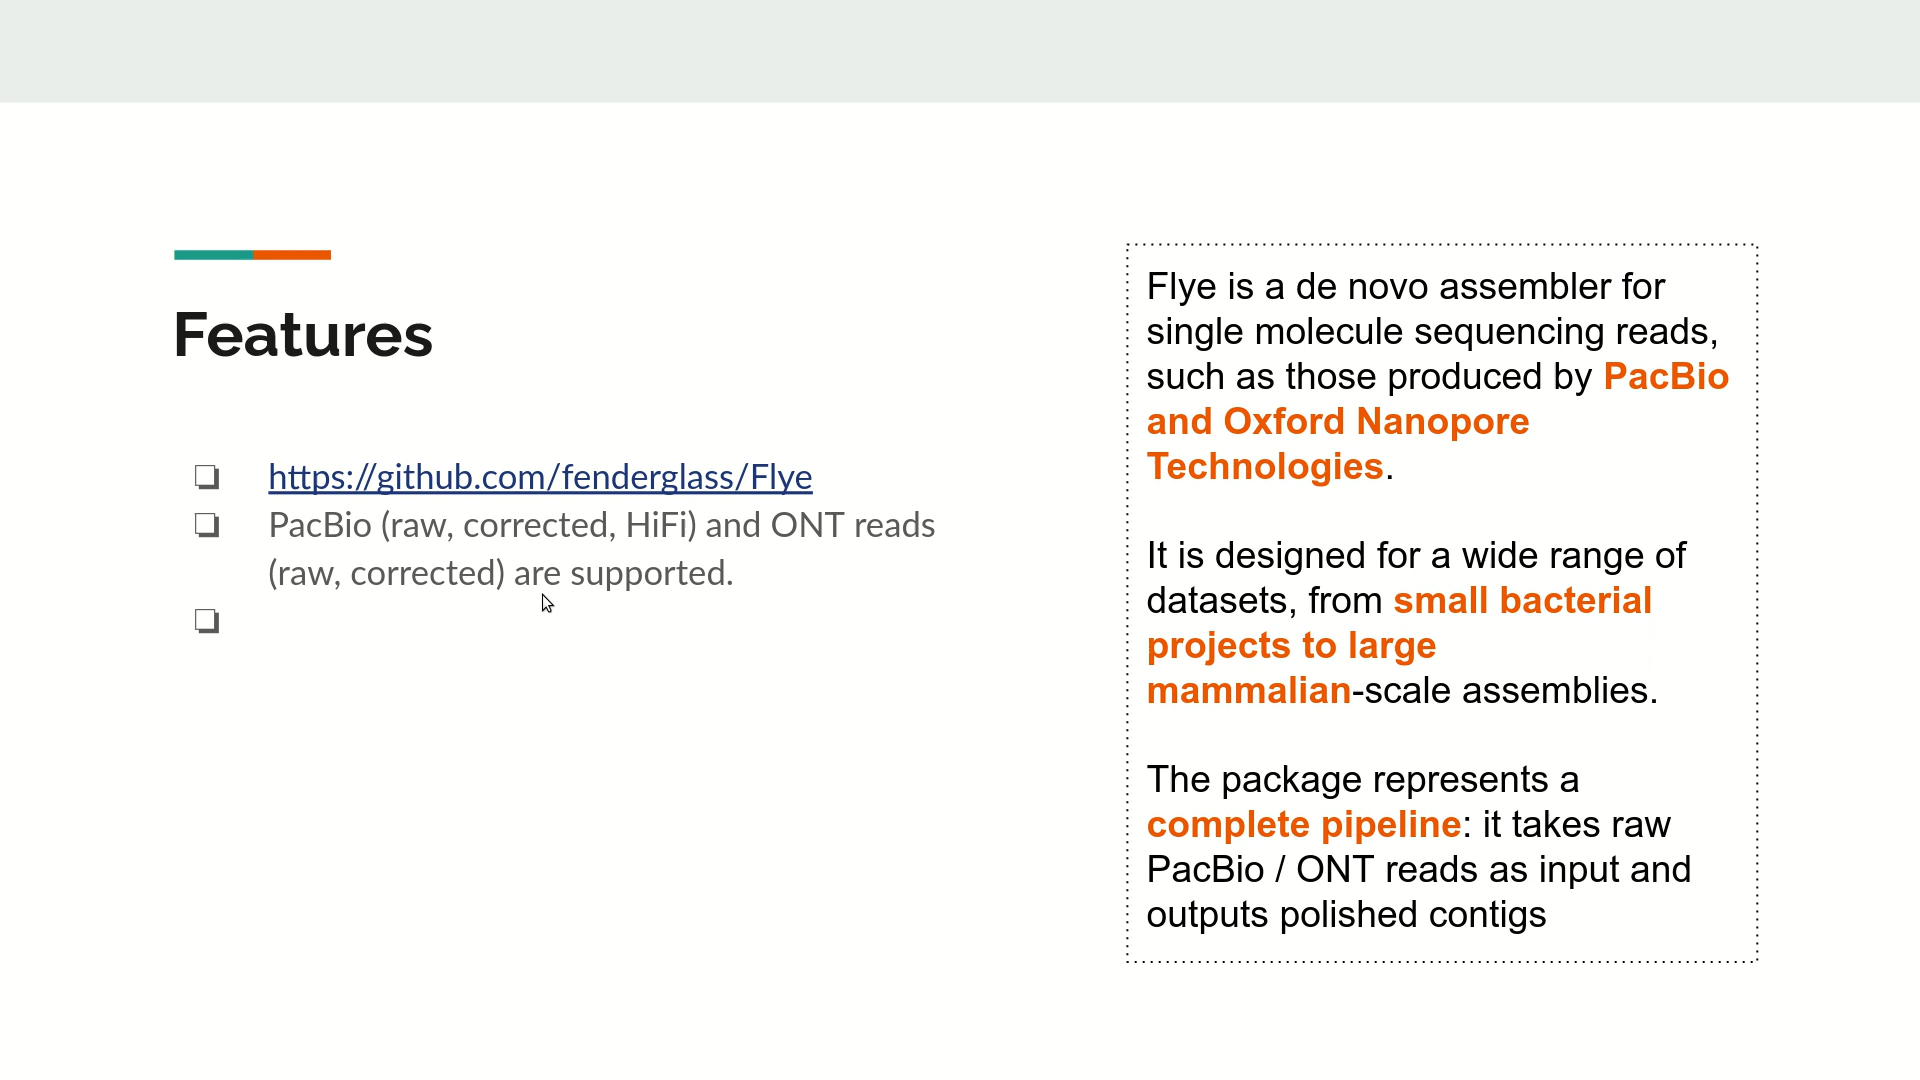 Features
https://github.com/fenderglass/Flye
PacBio (raw, corrected, HiFi) and ONT reads
(raw, corrected) are supported.
Flye is a de novo assembler for
single molecule sequencing reads,
such as those produced by PacBio
and Oxford Nanopore
Technologies.
It is designed for a wide range of
datasets, from small bacterial
projects to large
mammalian-scale assemblies.
The package represents a
complete pipeline: it takes raw
PacBio / ONT reads as input and
outputs polished contigs